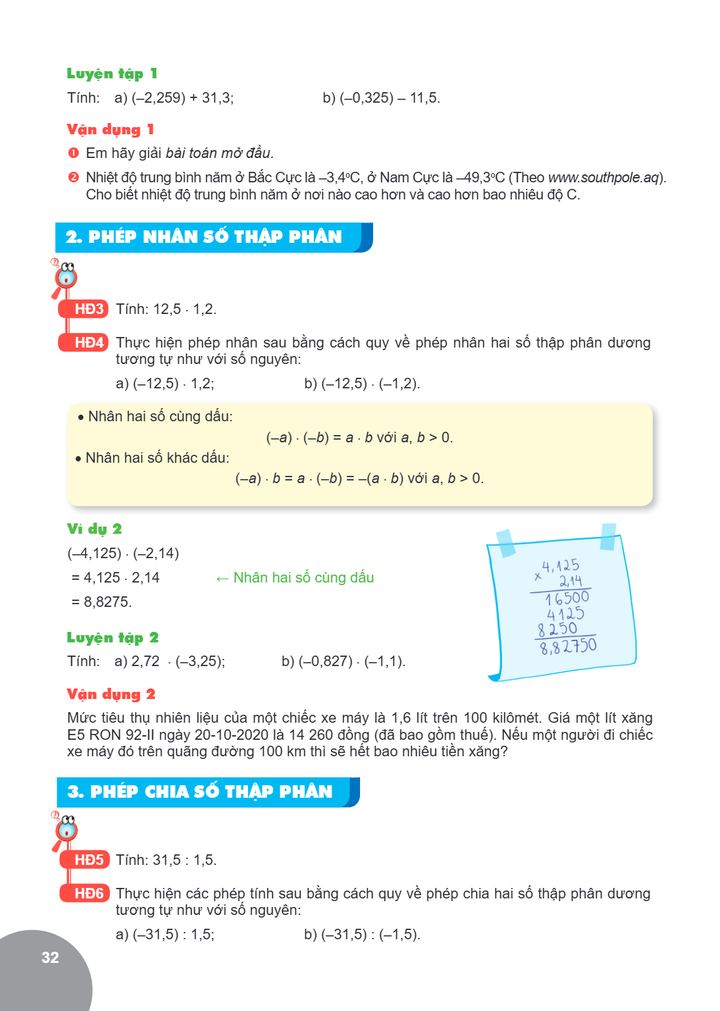 Luyện tập 1
Tính: a) (–2,259) + 31,3; b) (–0,325) – 11,5.
Vận dụng 1
❶ Em hãy giải bài toán mở đầu.
❷ Nhiệt độ trung bình năm ở Bắc Cực là –3,4°C, ở Nam Cực là –49,3°C (Theo www.southpole.aq).
Cho biết nhiệt độ trung bình năm ở nơi nào cao hơn và cao hơn bao nhiêu độ C.
2. PHÉP NHÂN SỐ THẬP PHÂN
HĐ3 Tính: 12,5 · 1,2.
HĐ4 Thực hiện phép nhân sau bằng cách quy về phép nhân hai số thập phân dương
tương tự như với số nguyên:
a) (–12,5) · 1,2; b) (–12,5) · (–1,2).
• Nhân hai số cùng dấu:
(–a) · (–b) = a · b với a, b > 0.
• Nhân hai số khác dấu:
(–a) · b = a · (–b) = –(a · b) với a, b > 0.
Ví dụ 2
(–4,125) · (–2,14)
= 4,125 · 2,14 ← Nhân hai số cùng dấu
= 8,8275.
4,125
×
2,14
16500
4125
8250
8,82750
Luyện tập 2
Tính: a) 2,72 · (–3,25); b) (–0,827) · (–1,1).
Vận dụng 2
Mức tiêu thụ nhiên liệu của một chiếc xe máy là 1,6 lít trên 100 kilômét. Giá một lít xăng
E5 RON 92-II ngày 20-10-2020 là 14 260 đồng (đã bao gồm thuế). Nếu một người đi chiếc
xe máy đó trên quãng đường 100 km thì sẽ hết bao nhiêu tiền xăng?
3. PHÉP CHIA SỐ THẬP PHÂN
HĐ5 Tính: 31,5 : 1,5.
HĐ6 Thực hiện các phép tính sau bằng cách quy về phép chia hai số thập phân dương
tương tự như với số nguyên:
a) (–31,5) : 1,5; b) (–31,5) : (–1,5).
32